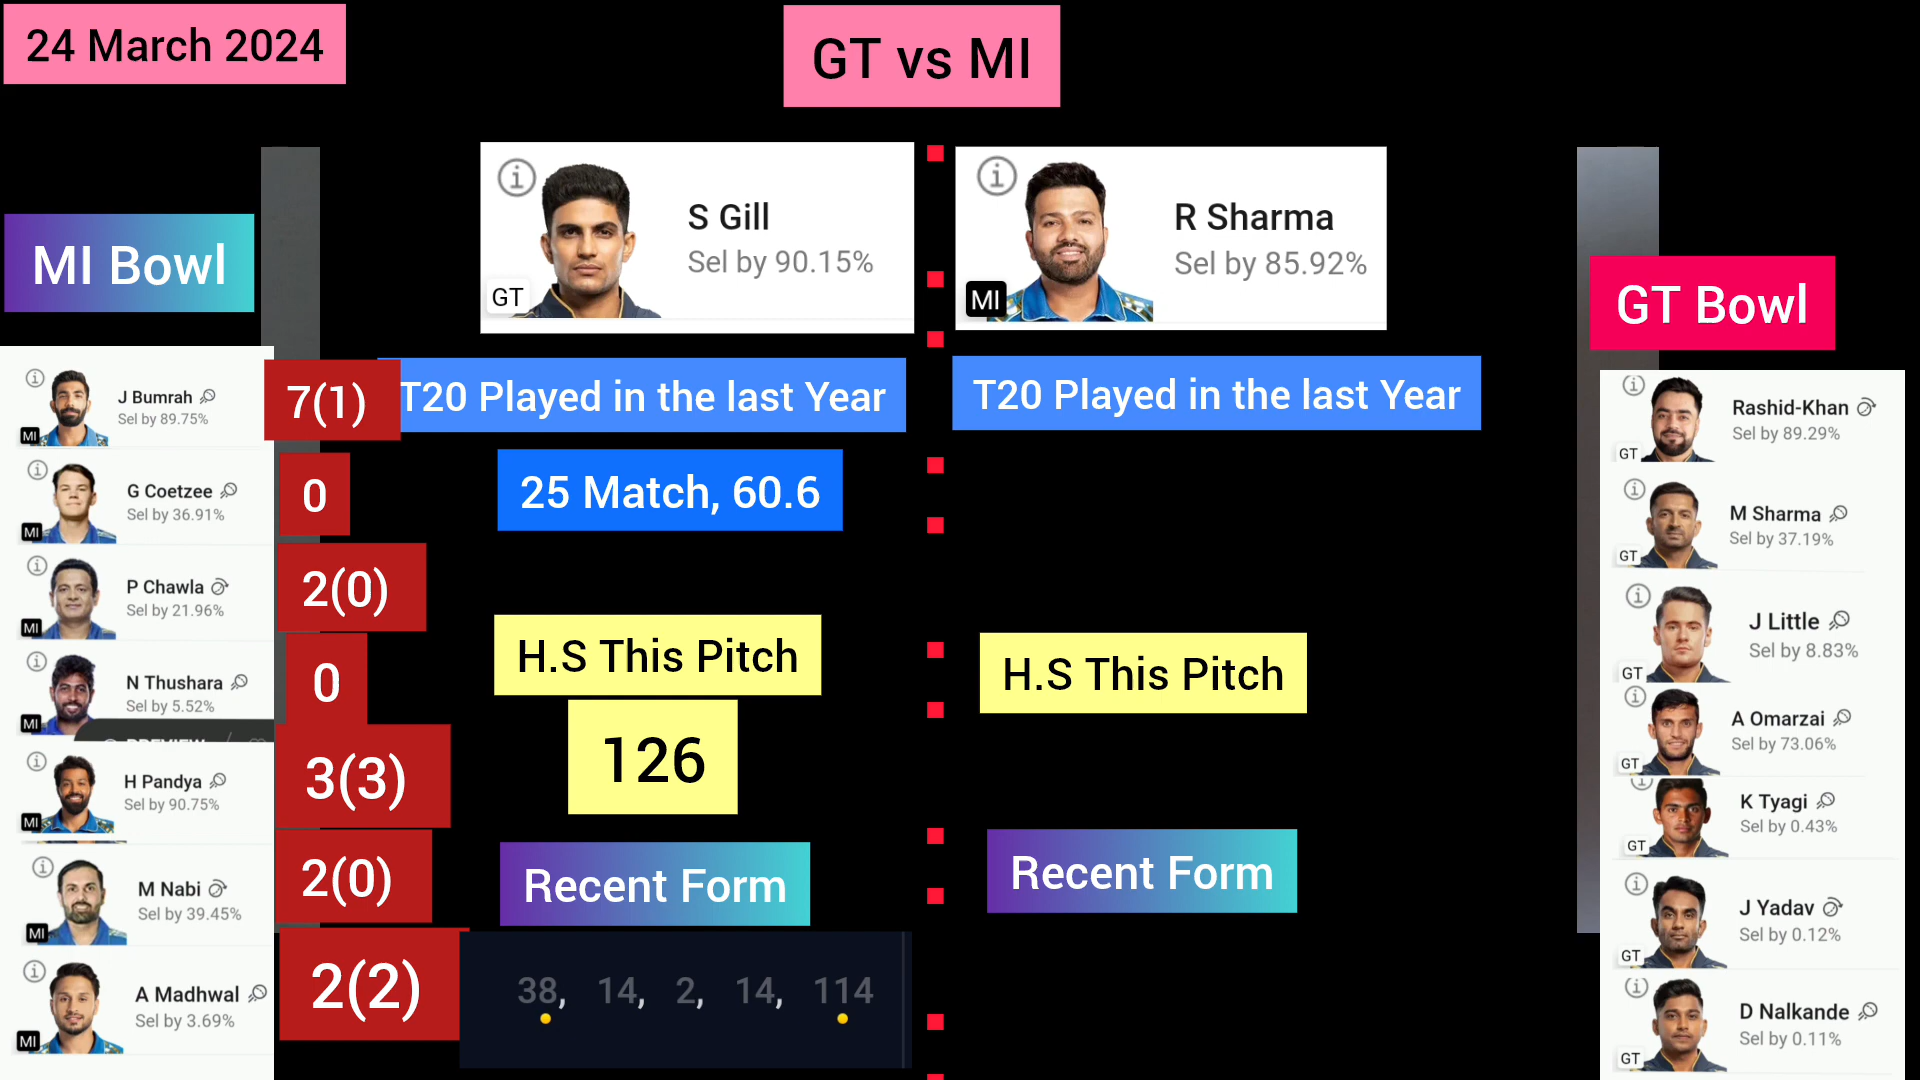 24 March 2024
GT vs MI
MI Bowl
S Gill
Sel by 90.15%
GT
R Sharma
Sel by 85.92%
MI
GT Bowl
J Bumrah
Sel by 89.75%
MI
7(1)
G Coetzee
Sel by 36.91%
MI
0
P Chawla
Sel by 21.96%
MI
2(0)
N Thushara
Sel by 5.52%
MI
0
H Pandya
Sel by 90.75%
MI
3(3)
M Nabi
Sel by 39.45%
MI
2(0)
A Madhwal
Sel by 3.69%
MI
2(2)
T20 Played in the last Year
25 Match, 60.6
H.S This Pitch
126
Recent Form
38, 14, 2, 14, 114
T20 Played in the last Year
H.S This Pitch
Recent Form
Rashid-Khan
Sel by 89.29%
GT
M Sharma
Sel by 37.19%
GT
J Little
Sel by 8.83%
GT
A Omarzai
Sel by 73.06%
GT
K Tyagi
Sel by 0.43%
GT
J Yadav
Sel by 0.12%
GT
D Nalkande
Sel by 0.11%
GT